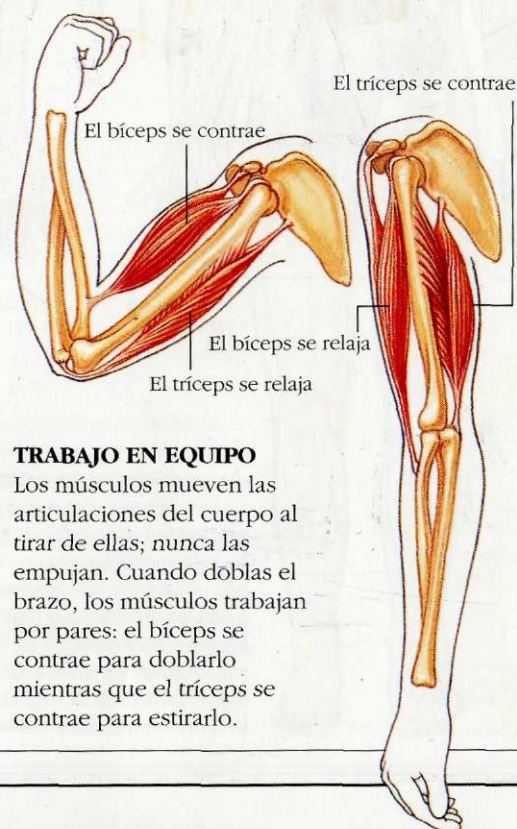 El tríceps se contrae
El bíceps se contrae
El bíceps se relaja
El tríceps se relaja
TRABAJO EN EQUIPO
Los músculos mueven las
articulaciones del cuerpo al
tirar de ellas; nunca las
empujan. Cuando doblas el
brazo, los músculos trabajan
por pares: el bíceps se
contrae para doblarlo
mientras que el tríceps se
contrae para estirarlo.